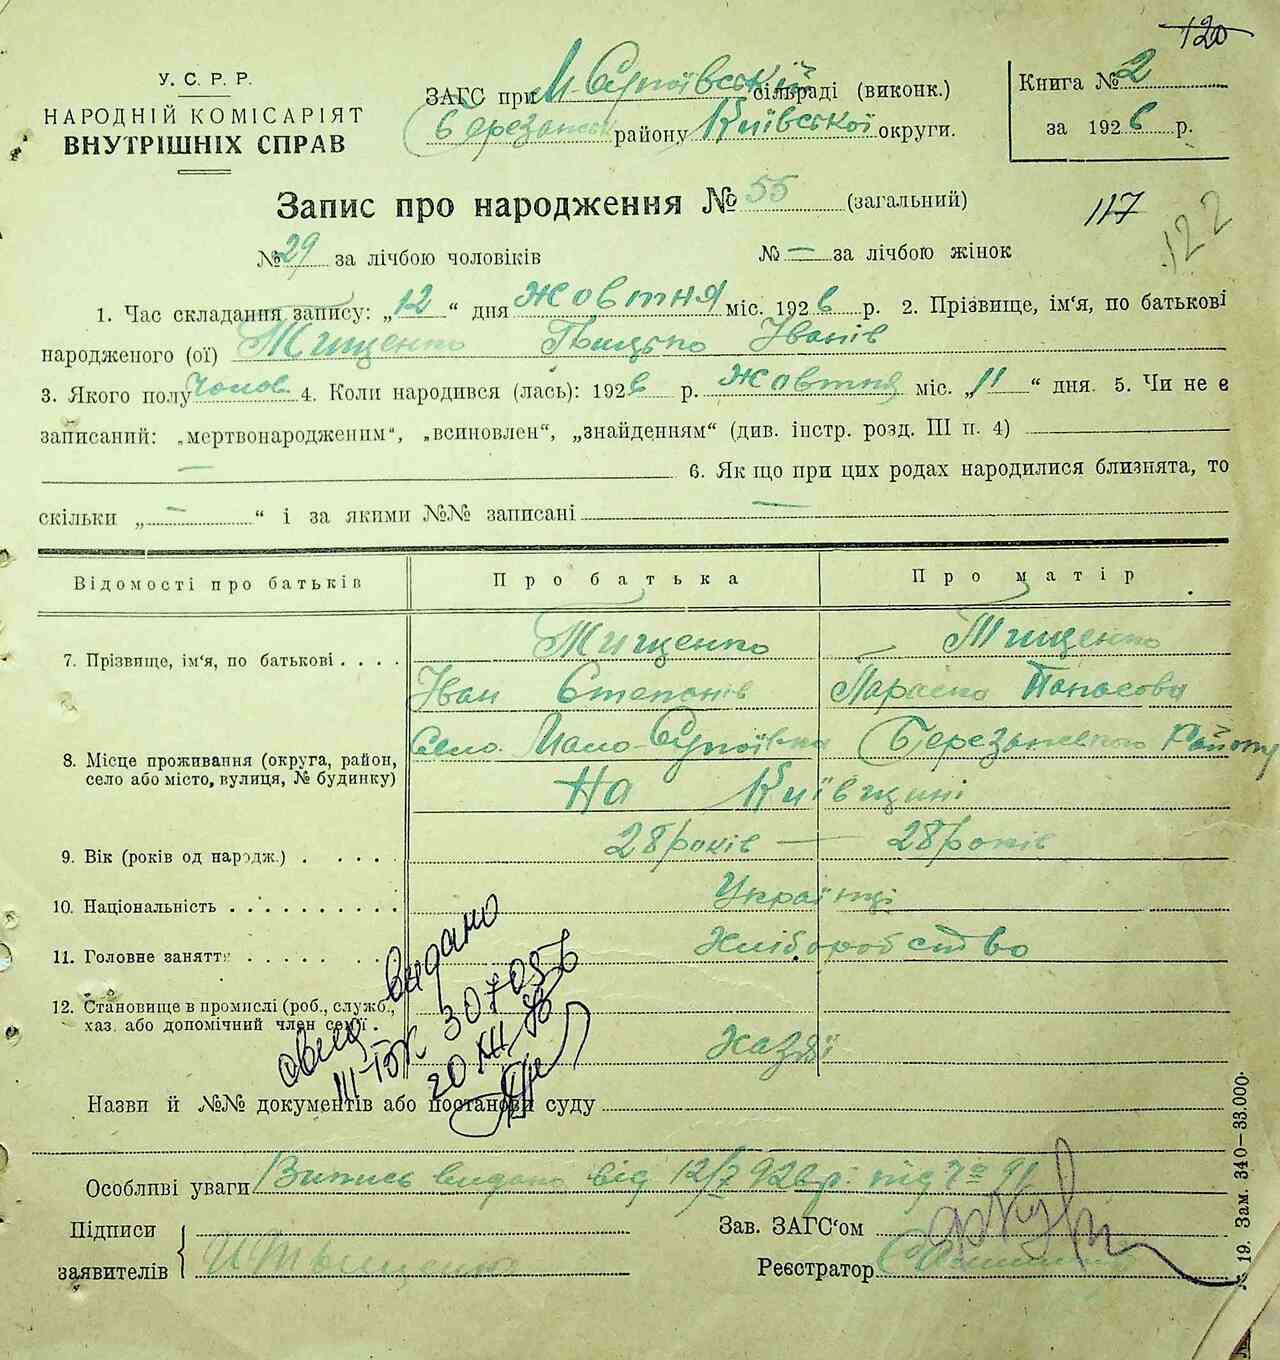 120
У. С. Р. Р.
НАРОДНІЙ КОМІСАРІЯТ
ВНУТРІШНІХ СПРАВ
ЗАГС при М-Супоївській сільраді (виконк.)
Березанськ району Київської округи.
Книга № 2
за 1926 р.
Запис про народження № 55 (загальний)
117
122
№ 29 за лічбою чоловіків № — за лічбою жінок
1. Час складання запису: „12“ дня жовтня міс. 1926 р. 2. Прізвище, ім'я, по батькові
народженого (ої) Тищенко Грицько Іванів
3. Якого полу чолов. 4. Коли народився (лась): 1926 р. жовтня міс. „11“ дня. 5. Чи не є
записаний: „мертвонародженим“, „всиновлен“, „знайденням“ (див. інстр. розд. III п. 4)
— 6. Як що при цих родах народилися близнята, то
скільки „—“ і за якими №№ записані —
Відомості про батьків Про батька Про матір
7. Прізвище, ім'я, по батькові . . . . Тищенко Тищенко
Іван Степанів Параска Панасова
8. Місце проживання (округа, район, село або місто, вулиця, № будинку) Село Мало-Супоївка Березанського Району
на Київщині
9. Вік (років од народж.) . . . . . 28 років — 28 років
10. Національність . . . . . . . . . . Українці
11. Головне заняття . . . . . . . Хліборобство
12. Становище в промислі (роб., служб.,
хаз. або допомічний член сем'ї . Хазяї
видано
III-БК 307056
20 XII
Назви й №№ документів або постанови суду
Особливі уваги Випись видано від 12/X 926 р. під № 91
Підписи
заявителів И Тыщенко
Зав. ЗАГС'ом
Реєстратор
№ 19. Зам. 340—33.000.